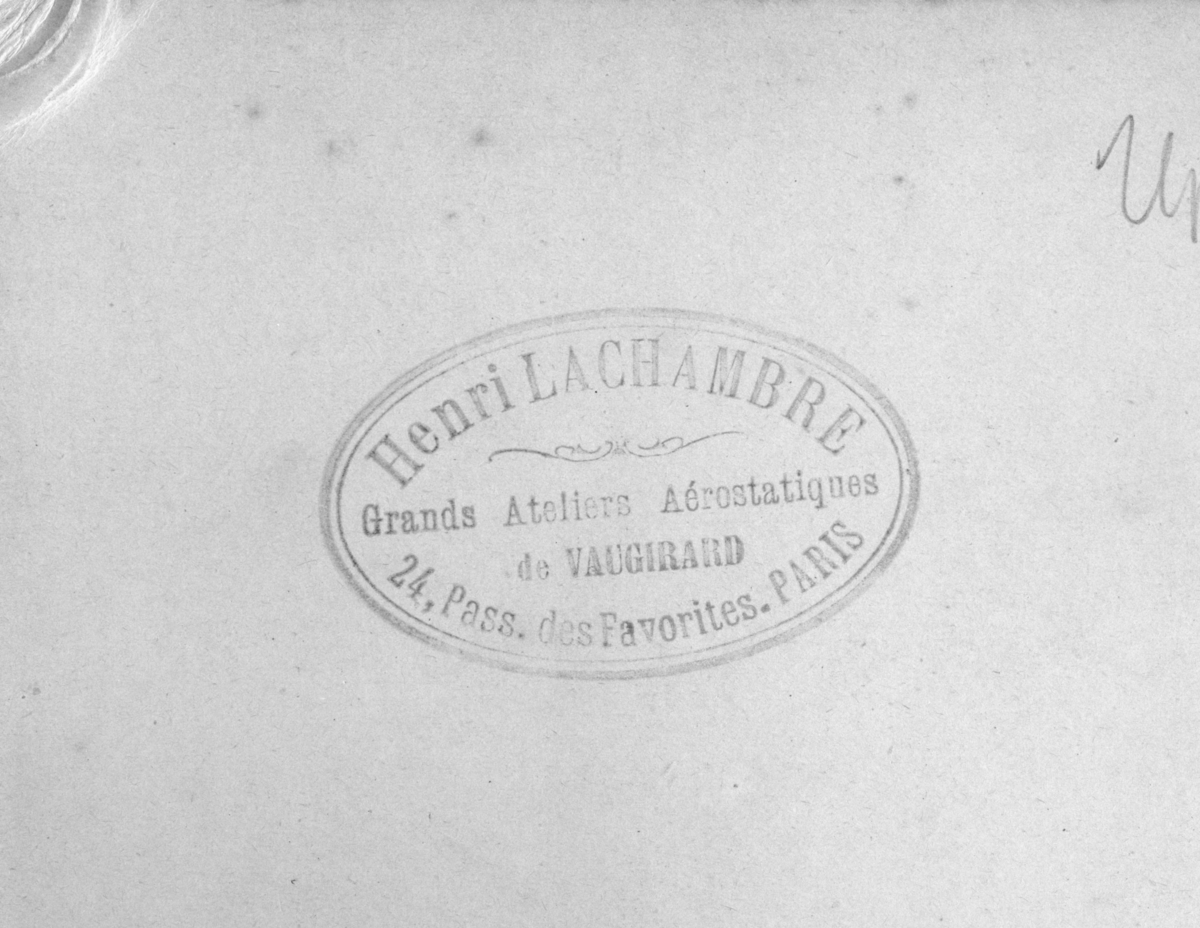 Henri LACHAMBRE
Grands Ateliers Aérostatiques
de VAUGIRARD
24, Pass. des Favorites. PARIS